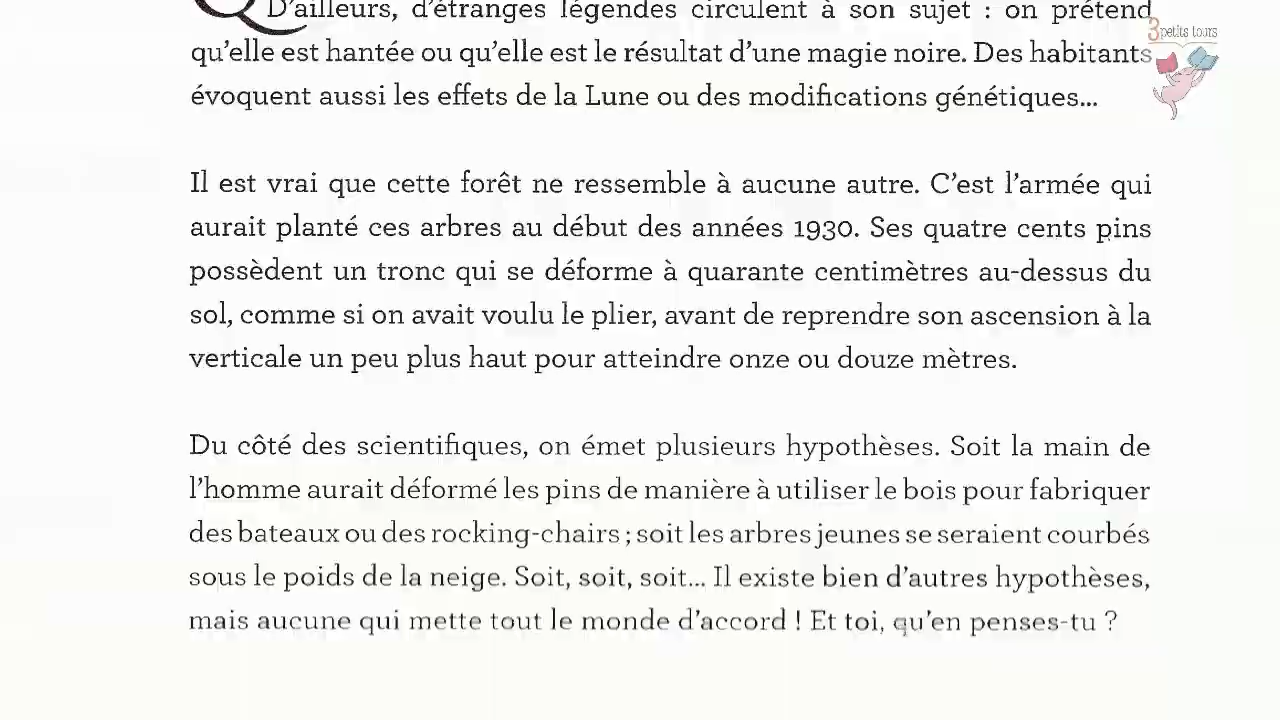 D’ailleurs, d’étranges légendes circulent à son sujet : on prétend
qu’elle est hantée ou qu’elle est le résultat d’une magie noire. Des habitants
évoquent aussi les effets de la Lune ou des modifications génétiques...
Il est vrai que cette forêt ne ressemble à aucune autre. C’est l’armée qui
aurait planté ces arbres au début des années 1930. Ses quatre cents pins
possèdent un tronc qui se déforme à quarante centimètres au-dessus du
sol, comme si on avait voulu le plier, avant de reprendre son ascension à la
verticale un peu plus haut pour atteindre onze ou douze mètres.
Du côté des scientifiques, on émet plusieurs hypothèses. Soit la main de
l’homme aurait déformé les pins de manière à utiliser le bois pour fabriquer
des bateaux ou des rocking-chairs ; soit les arbres jeunes se seraient courbés
sous le poids de la neige. Soit, soit, soit... Il existe bien d’autres hypothèses,
mais aucune qui mette tout le monde d’accord ! Et toi, qu’en penses-tu ?
3 petits tours